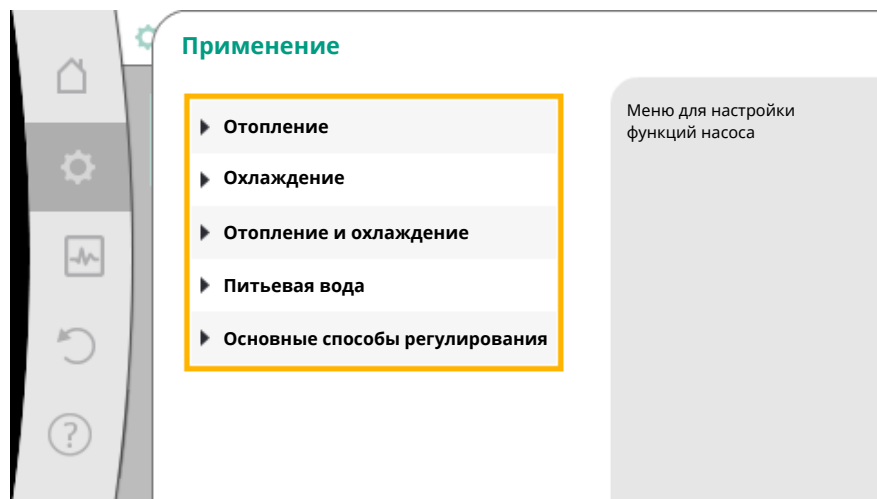 Применение
Отопление
Охлаждение
Отопление и охлаждение
Питьевая вода
Основные способы регулирования
Меню для настройки
функций насоса
?